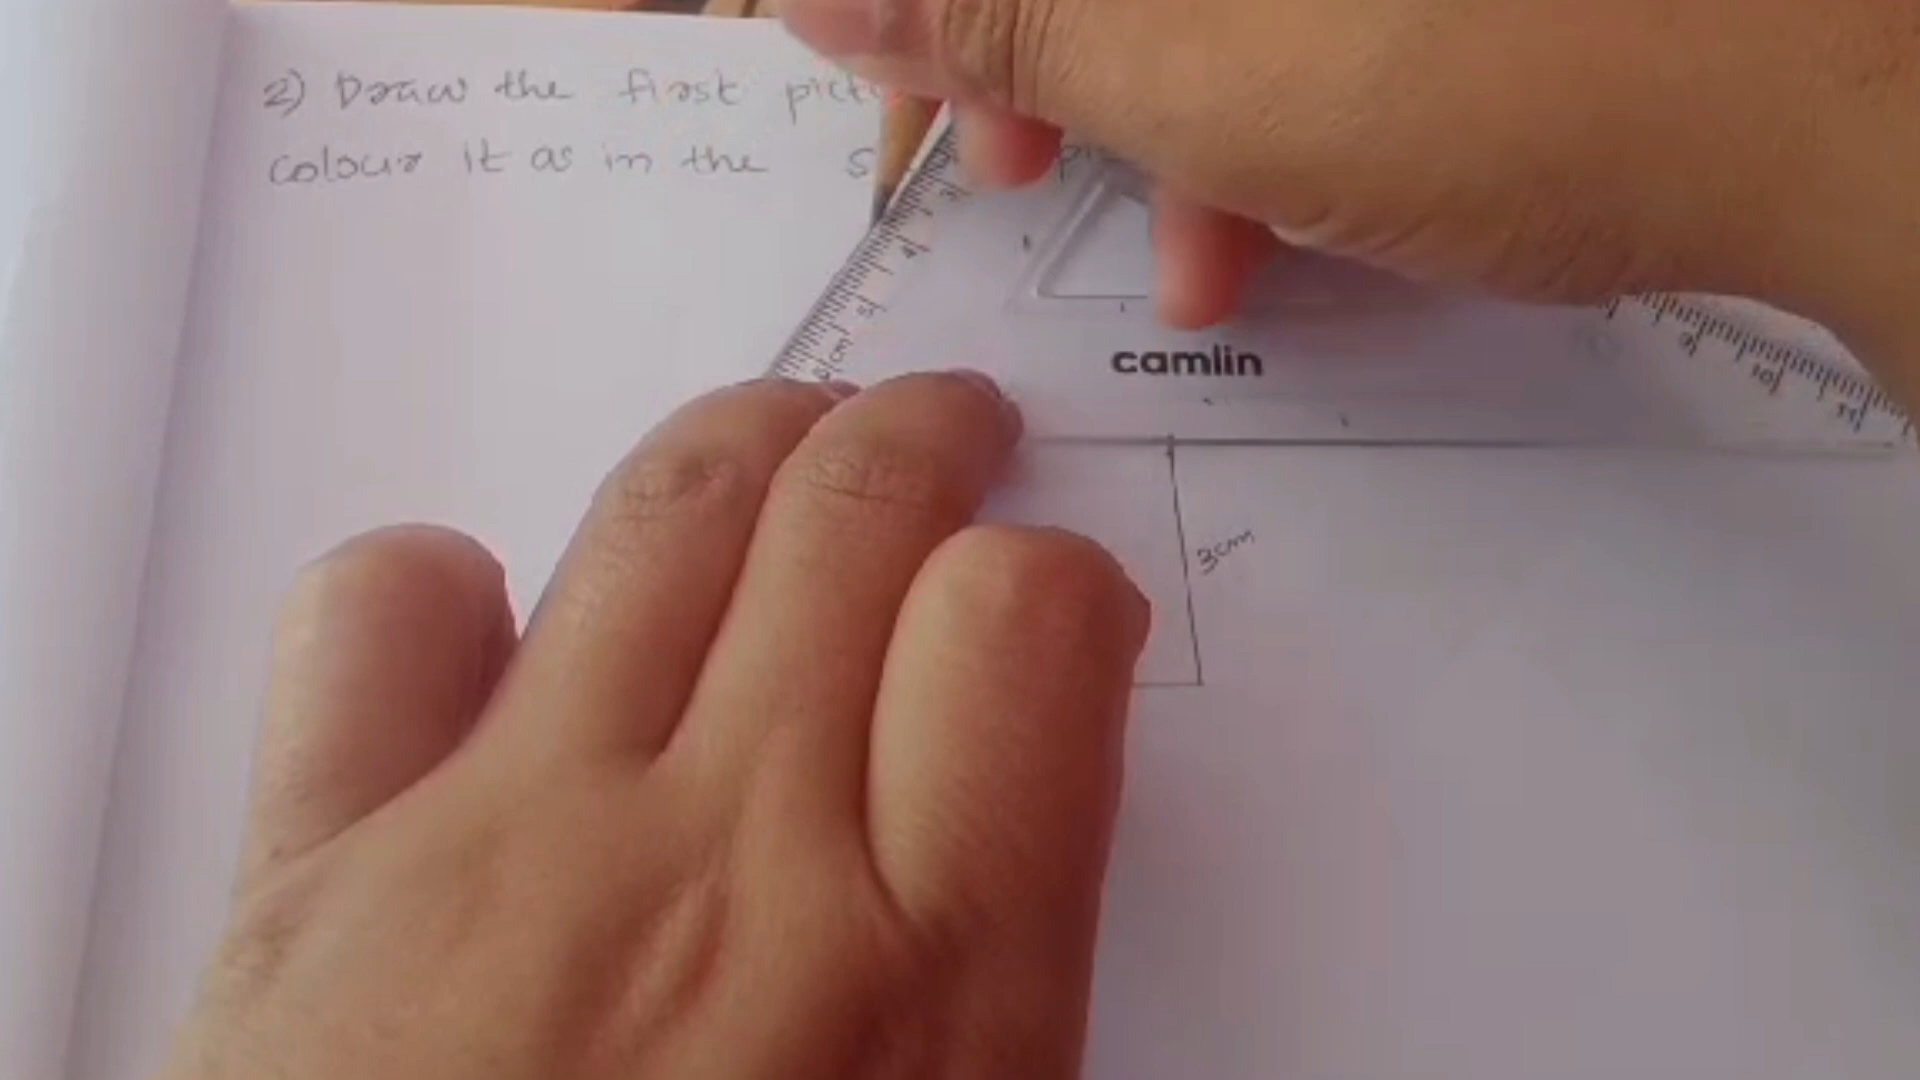 2) Draw the first
colour it as in the
camlin
3cm